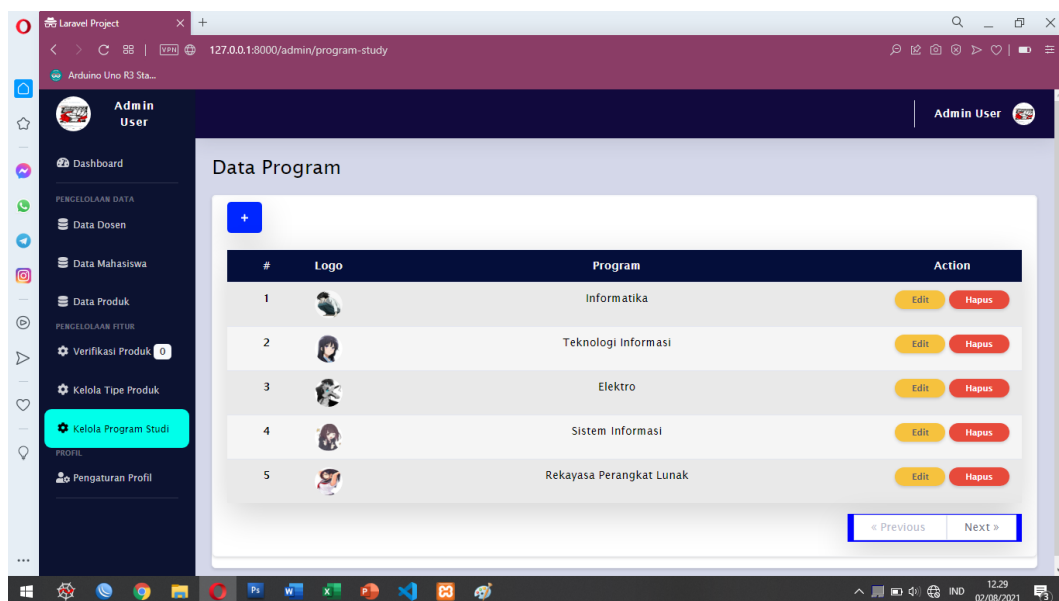 Laravel Project
VPN
127.0.0.1:8000/admin/program-study
Arduino Uno R3 Sta...
Admin
User
Admin User
Dashboard
PENGELOLAAN DATA
Data Dosen
Data Mahasiswa
Data Produk
PENGELOLAAN FITUR
Verifikasi Produk 0
Kelola Tipe Produk
Kelola Program Studi
PROFIL
Pengaturan Profil
Data Program
+
# Logo Program Action
1 Informatika Edit Hapus
2 Teknologi Informasi Edit Hapus
3 Elektro Edit Hapus
4 Sistem Informasi Edit Hapus
5 Rekayasa Perangkat Lunak Edit Hapus
« Previous Next »
Ps
IND
12.29
02/08/2021
3